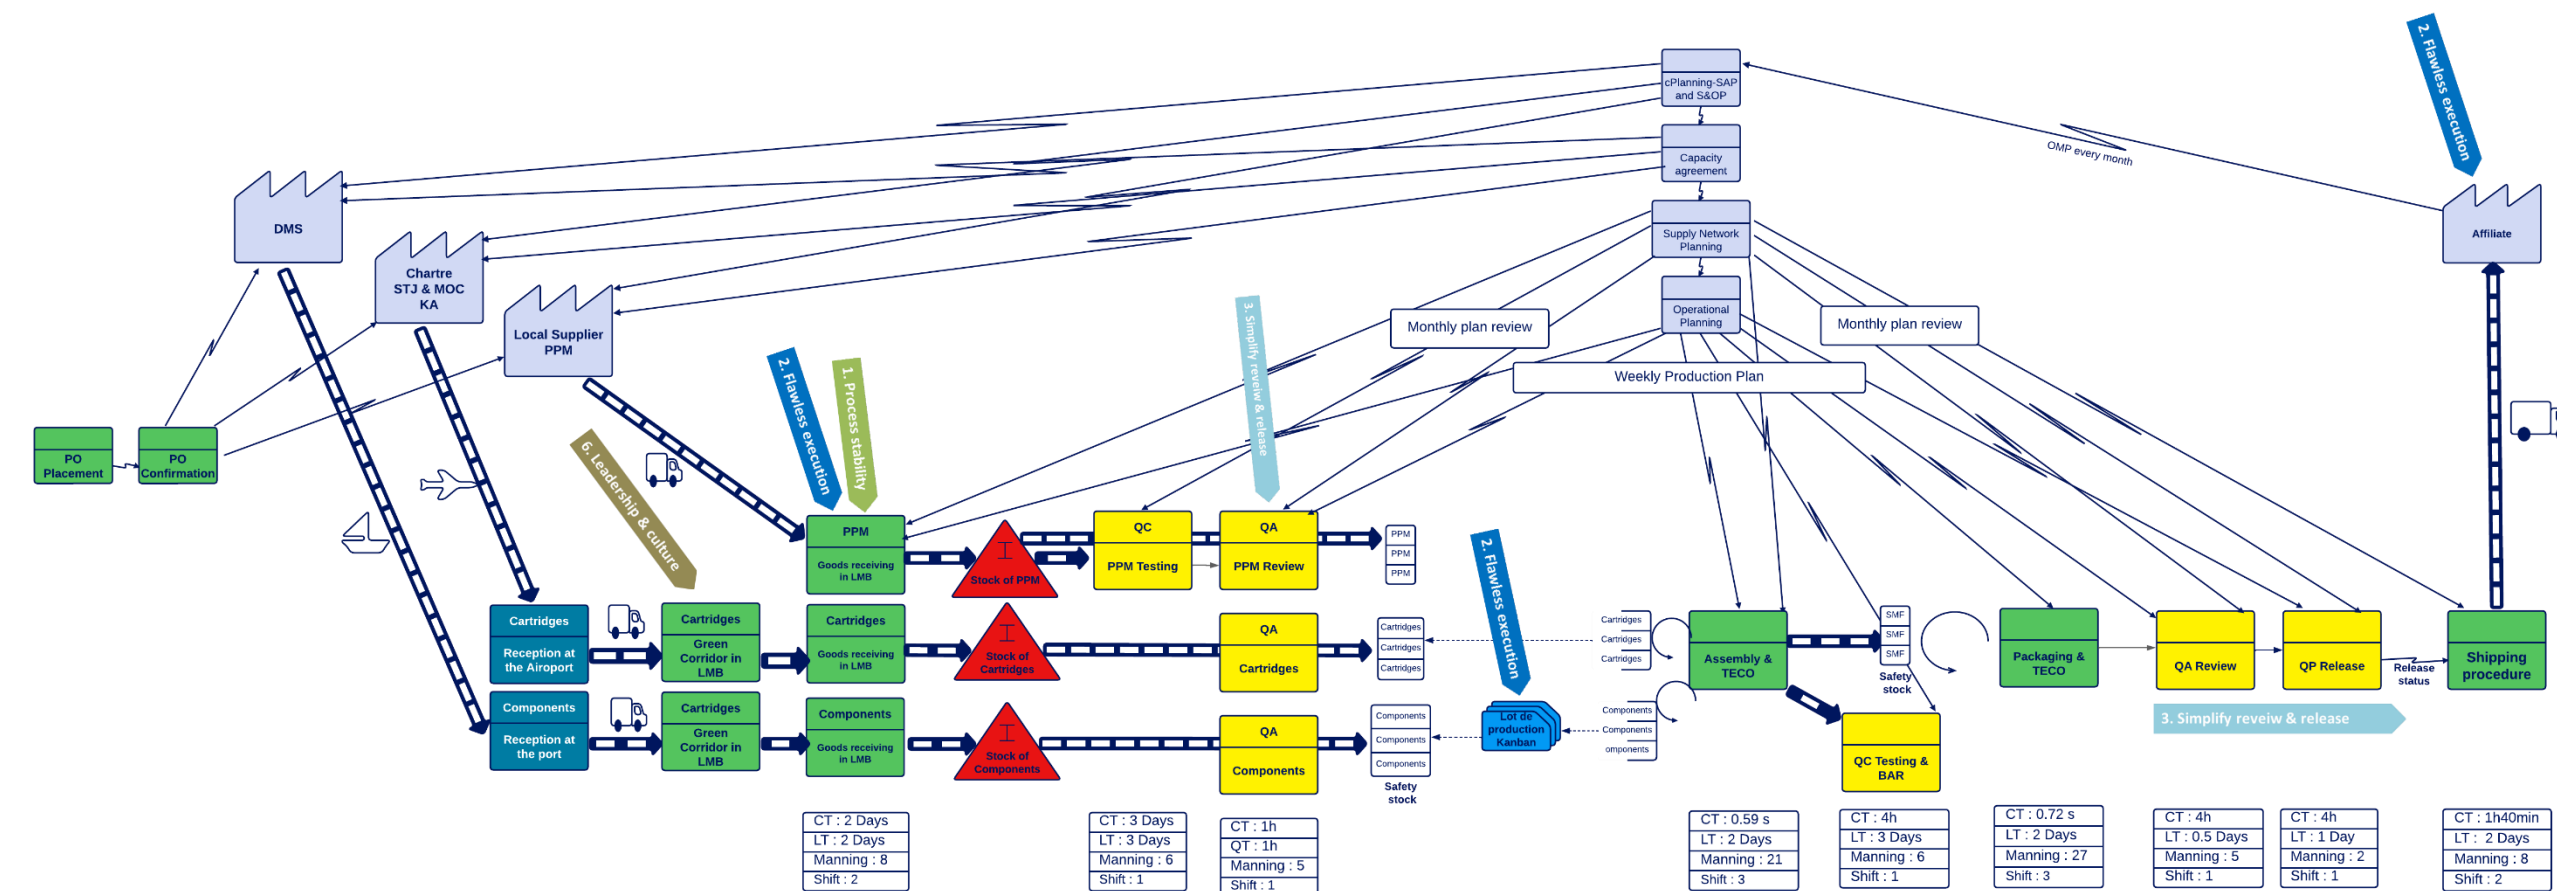 2. Flawless execution
cPlanning-SAP
and S&OP
OMP every month
Capacity
agreement
DMS
Supply Network
Planning
Affiliate
Chartre
STJ & MOC
KA
Operational
Planning
Local Supplier
PPM
Monthly plan review
Monthly plan review
Weekly Production Plan
3. Simplify reveiw & release
2. Flawless execution
1. Process stability
6. Leadership & culture
PO
Placement
PO
Confirmation
PPM
Goods receiving
in LMB
Stock of PPM
QC
PPM Testing
QA
PPM Review
PPM
PPM
PPM
2. Flawless execution
Cartridges
Reception at
the Airoport
Cartridges
Green
Corridor in
LMB
Cartridges
Goods receiving
in LMB
Stock of
Cartridges
QA
Cartridges
Cartridges
Cartridges
Cartridges
Cartridges
Cartridges
Cartridges
Assembly &
TECO
SMF
SMF
SMF
Safety
stock
Packaging &
TECO
QA Review
QP Release
Release
status
Shipping
procedure
3. Simplify reveiw & release
Components
Reception at
the port
Cartridges
Green
Corridor in
LMB
Components
Goods receiving
in LMB
Stock of
Components
QA
Components
Components
Components
Components
Safety
stock
Lot de
production
Kanban
Components
Components
omponents
QC Testing &
BAR
CT : 2 Days
LT : 2 Days
Manning : 8
Shift : 2
CT : 3 Days
LT : 3 Days
Manning : 6
Shift : 1
CT : 1h
QT : 1h
Manning : 5
Shift : 1
CT : 0.59 s
LT : 2 Days
Manning : 21
Shift : 3
CT : 4h
LT : 3 Days
Manning : 6
Shift : 1
CT : 0.72 s
LT : 2 Days
Manning : 27
Shift : 3
CT : 4h
LT : 0.5 Days
Manning : 5
Shift : 1
CT : 4h
LT : 1 Day
Manning : 2
Shift : 1
CT : 1h40min
LT : 2 Days
Manning : 8
Shift : 2